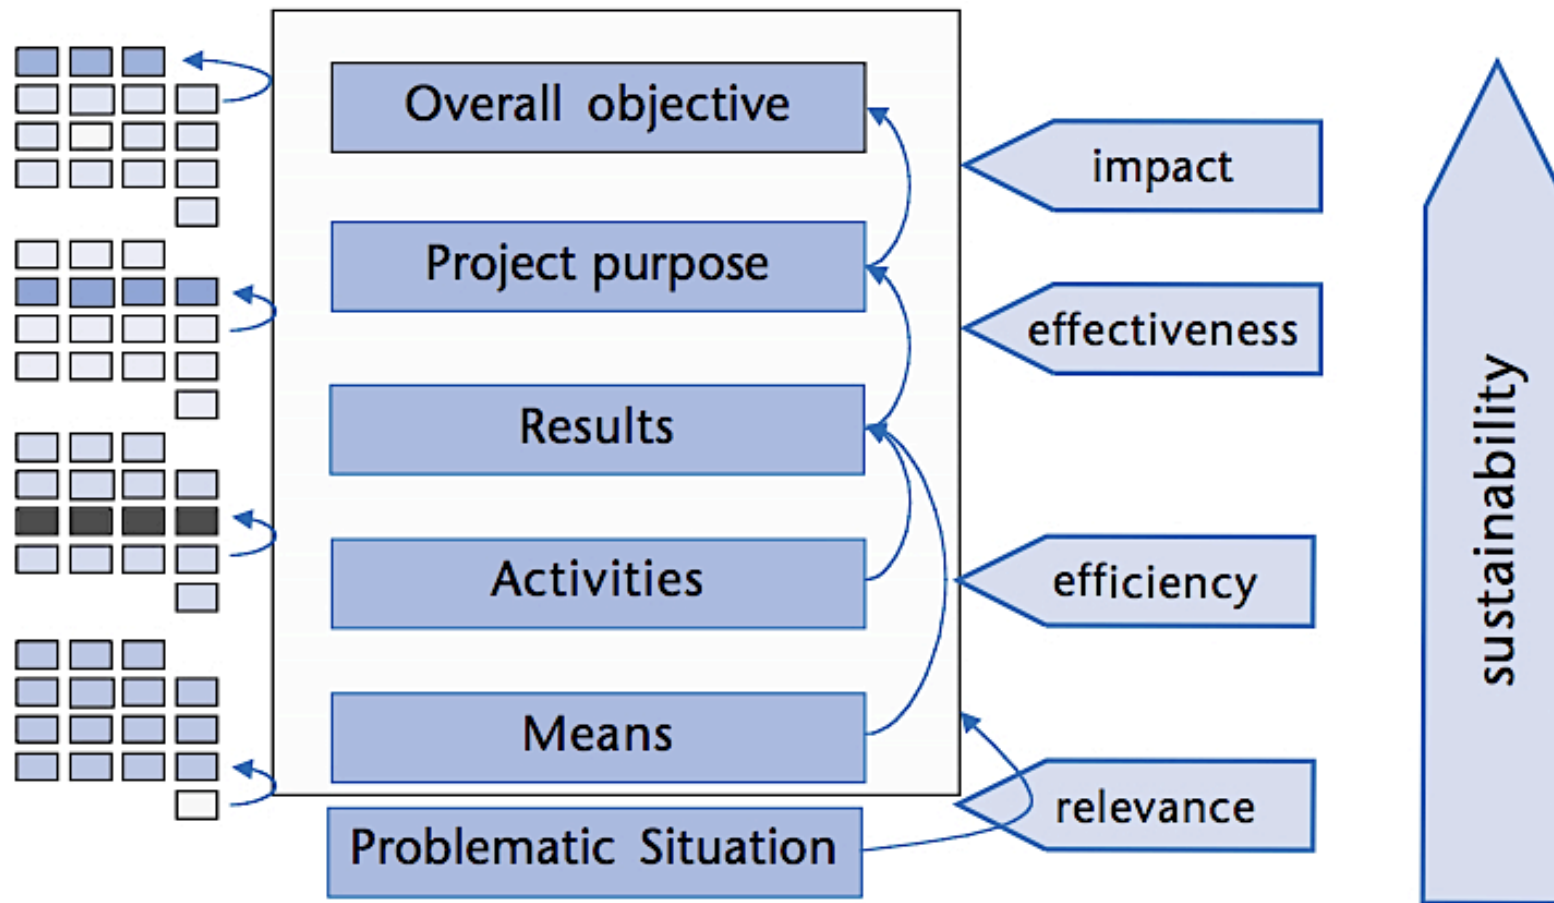 Overall objective
impact
Project purpose
effectiveness
Results
Activities
efficiency
Means
relevance
Problematic Situation
sustainability